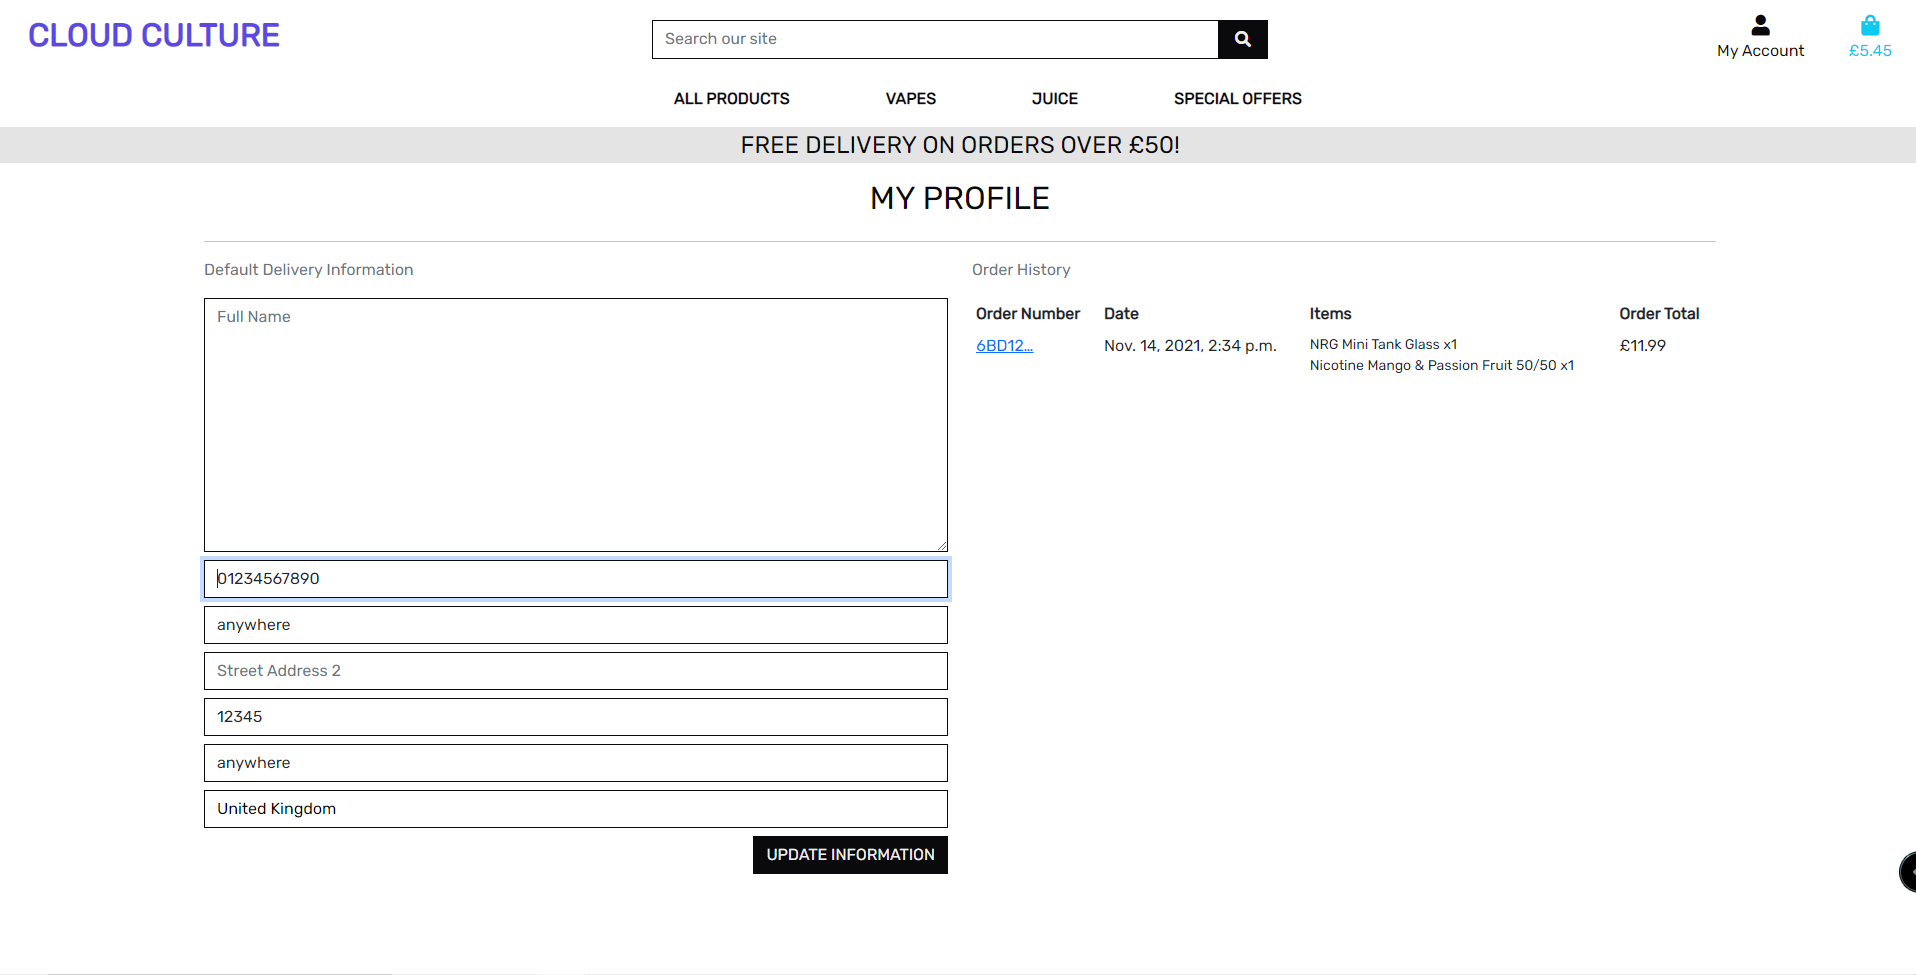 CLOUD CULTURE
Search our site
My Account
£5.45
ALL PRODUCTS
VAPES
JUICE
SPECIAL OFFERS
FREE DELIVERY ON ORDERS OVER £50!
MY PROFILE
Default Delivery Information
Full Name
01234567890
anywhere
Street Address 2
12345
anywhere
United Kingdom
UPDATE INFORMATION
Order History
Order Number Date Items Order Total
6BD12... Nov. 14, 2021, 2:34 p.m. NRG Mini Tank Glass x1 £11.99
Nicotine Mango & Passion Fruit 50/50 x1